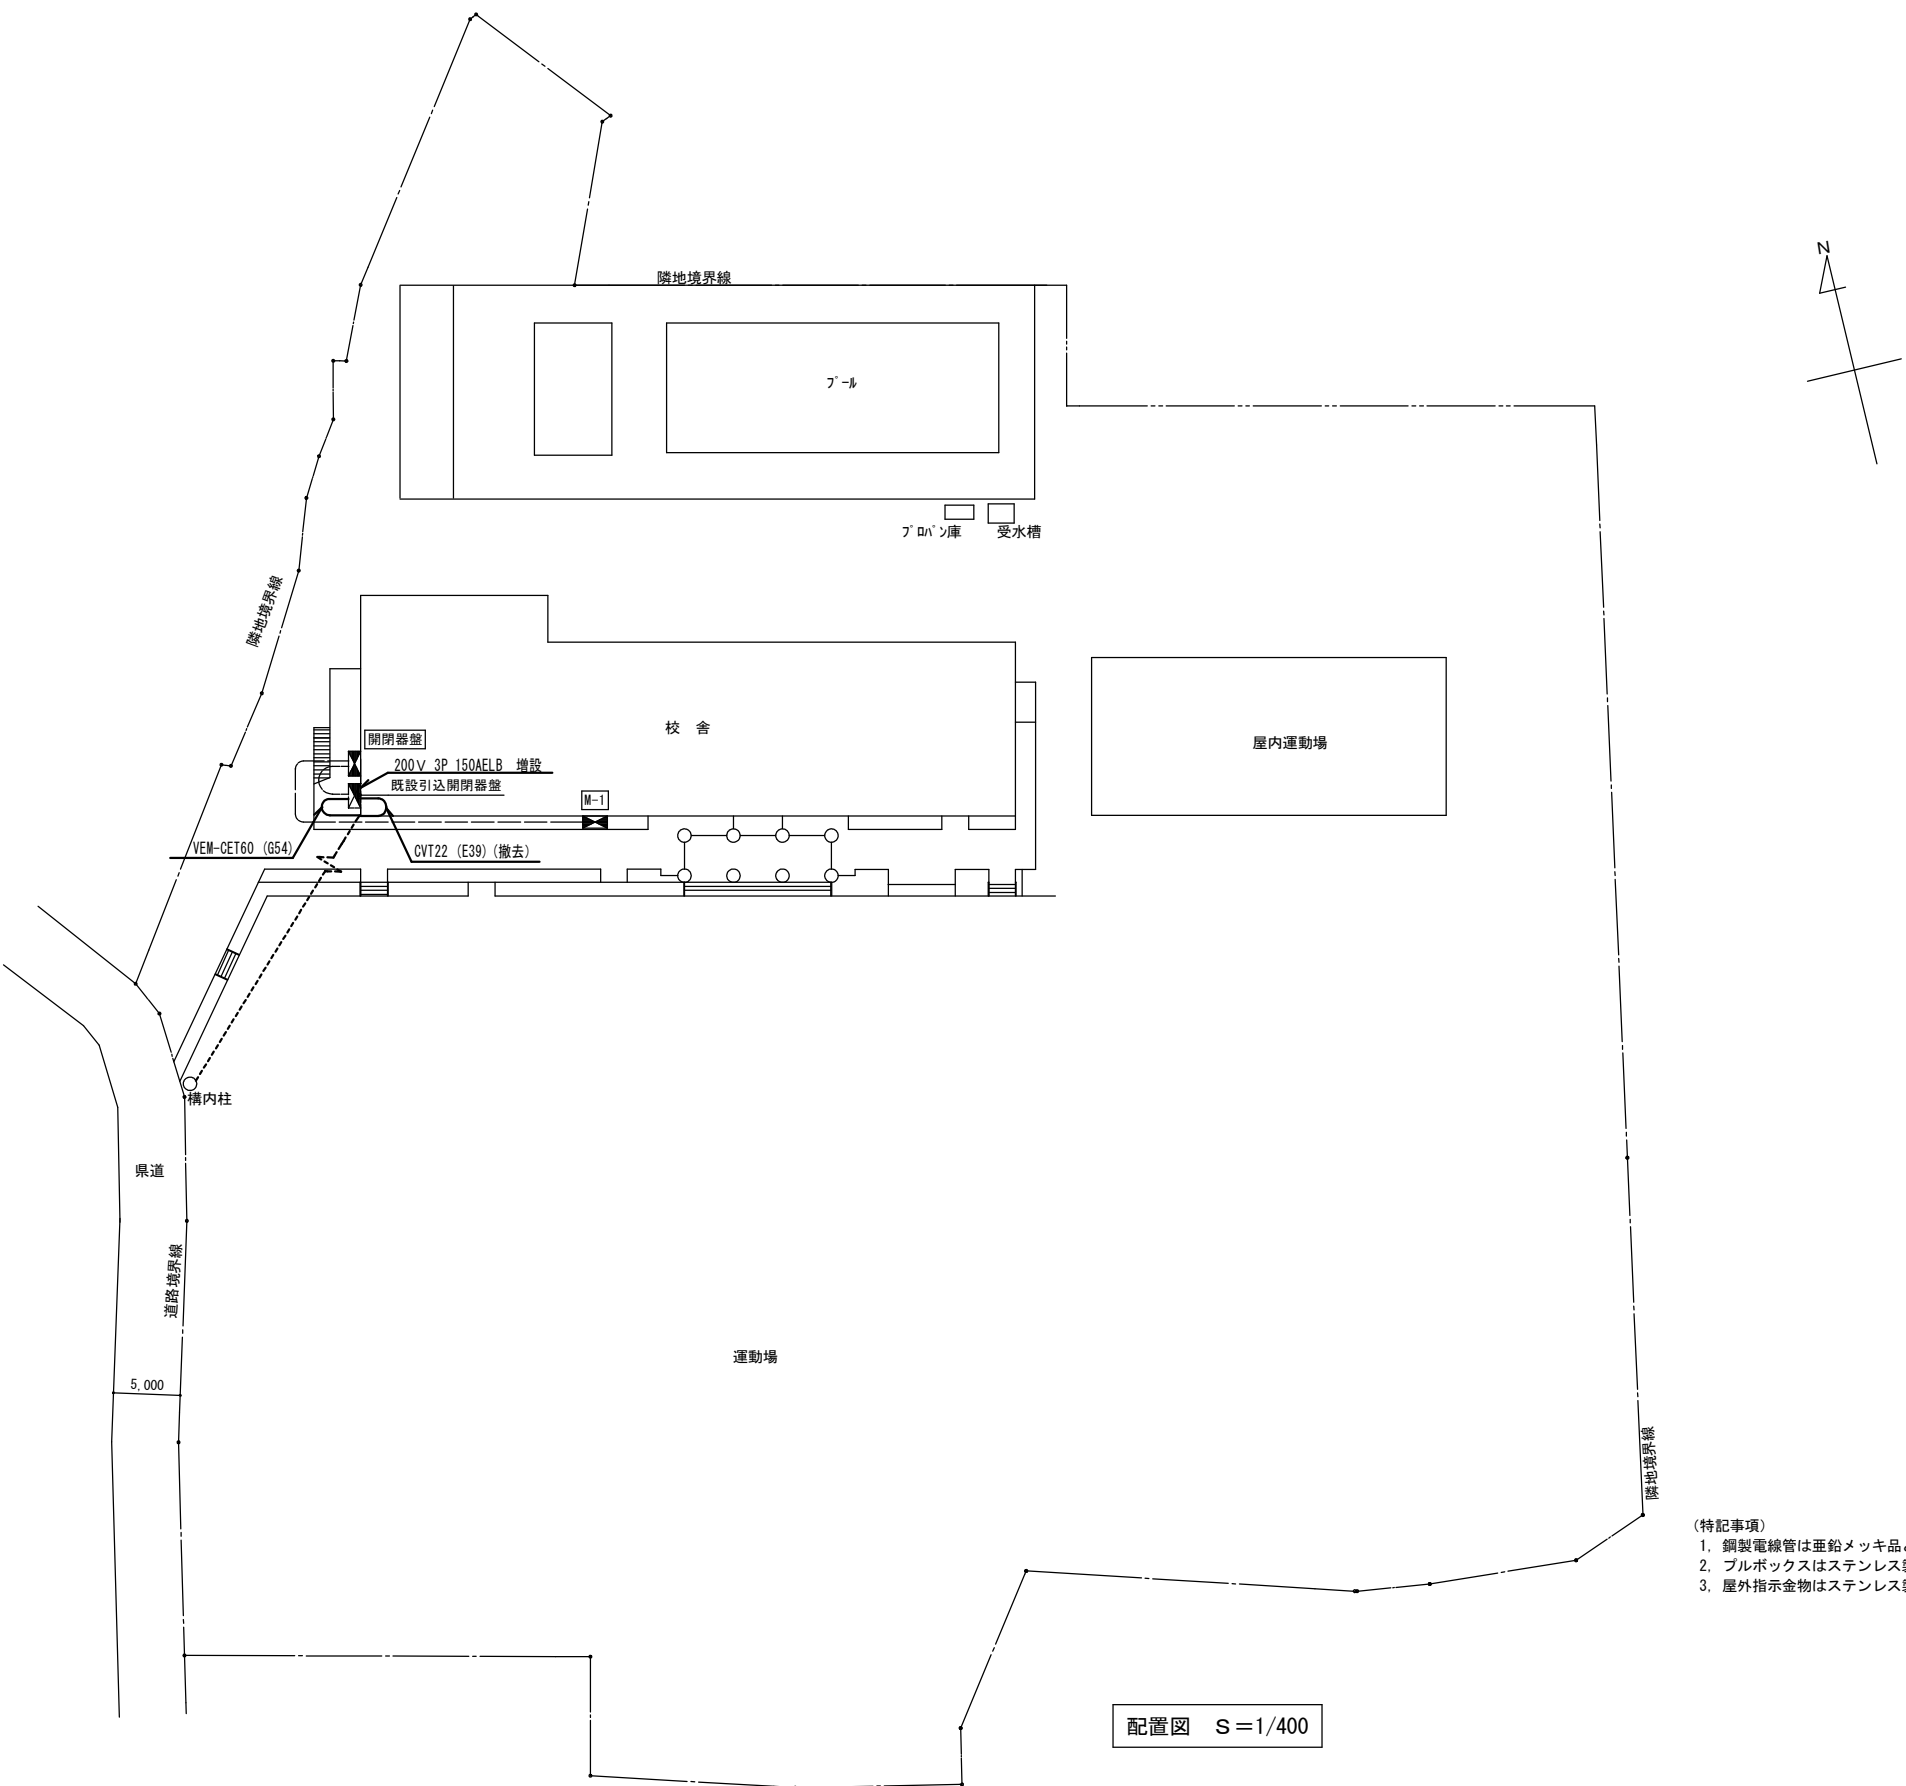 N
隣地境界線
プール
プロパン庫
受水槽
隣地境界線
校 舎
屋内運動場
開閉器盤
200V 3P 150AELB 増設
既設引込開閉器盤
M-1
VEM-CET60 (G54)
CVT22 (E39)(撤去)
構内柱
県道
道路境界線
運動場
5,000
隣地境界線
(特記事項)
1, 鋼製電線管は亜鉛メッキ品
2, プルボックスはステンレス
3, 屋外指示金物はステンレス
配置図 S=1/400